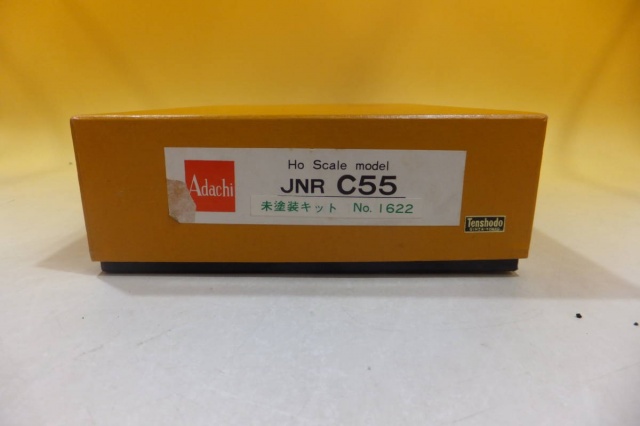 Adachi
Ho Scale model
JNR C55
未塗装キット No. 1622
Tenshodo